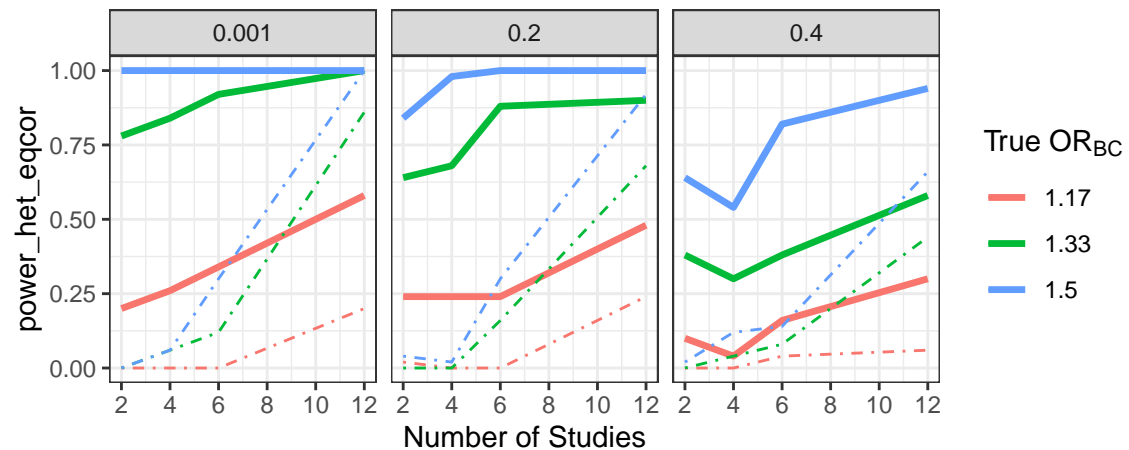 0.001 0.2 0.4
1.00
0.75
0.50
0.25
0.00
power_het_eqcor
2 4 6 8 10 12 2 4 6 8 10 12 2 4 6 8 10 12
Number of Studies
True OR_BC
1.17
1.33
1.5